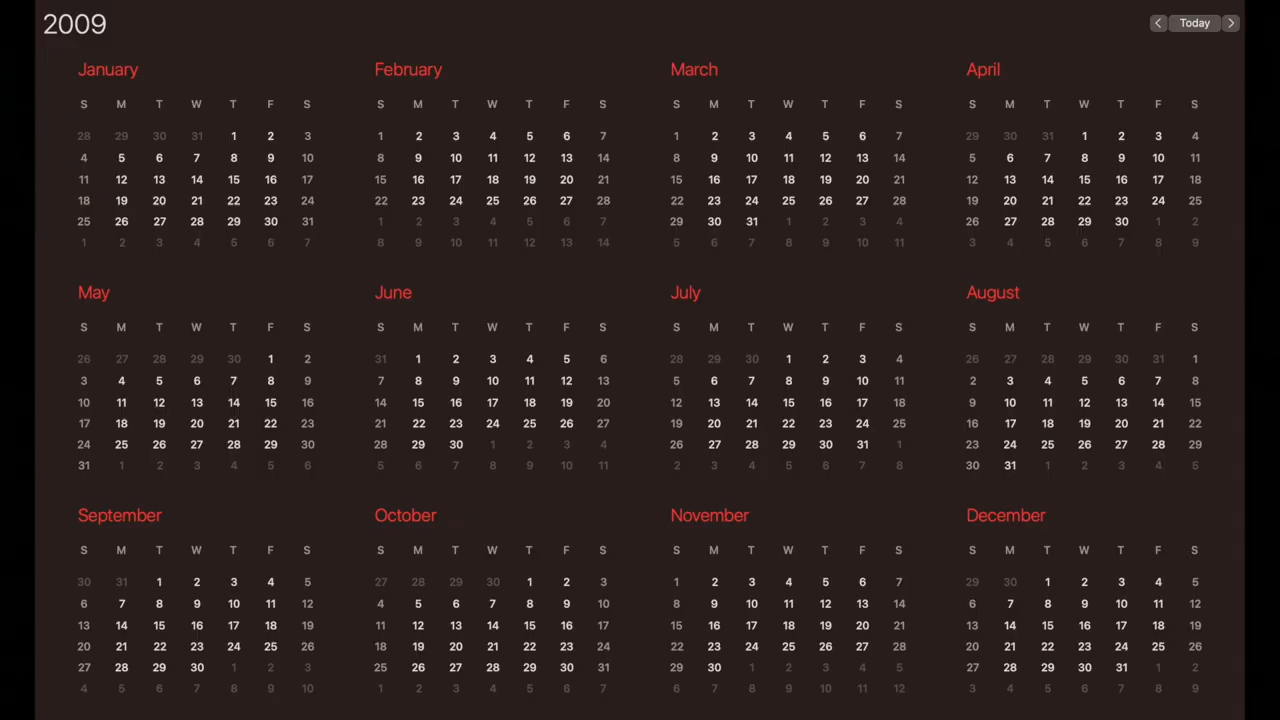 2009
< Today >
January February March April
S M T W T F S S M T W T F S S M T W T F S S M T W T F S
28 29 30 31 1 2 3 1 2 3 4 5 6 7 1 2 3 4 5 6 7 29 30 31 1 2 3 4
4 5 6 7 8 9 10 8 9 10 11 12 13 14 8 9 10 11 12 13 14 5 6 7 8 9 10 11
11 12 13 14 15 16 17 15 16 17 18 19 20 21 15 16 17 18 19 20 21 12 13 14 15 16 17 18
18 19 20 21 22 23 24 22 23 24 25 26 27 28 22 23 24 25 26 27 28 19 20 21 22 23 24 25
25 26 27 28 29 30 31 1 2 3 4 5 6 7 29 30 31 1 2 3 4 26 27 28 29 30 1 2
1 2 3 4 5 6 7 8 9 10 11 12 13 14 5 6 7 8 9 10 11 3 4 5 6 7 8 9
May June July August
S M T W T F S S M T W T F S S M T W T F S S M T W T F S
26 27 28 29 30 1 2 31 1 2 3 4 5 6 28 29 30 1 2 3 4 26 27 28 29 30 31 1
3 4 5 6 7 8 9 7 8 9 10 11 12 13 5 6 7 8 9 10 11 2 3 4 5 6 7 8
10 11 12 13 14 15 16 14 15 16 17 18 19 20 12 13 14 15 16 17 18 9 10 11 12 13 14 15
17 18 19 20 21 22 23 21 22 23 24 25 26 27 19 20 21 22 23 24 25 16 17 18 19 20 21 22
24 25 26 27 28 29 30 28 29 30 1 2 3 4 26 27 28 29 30 31 1 23 24 25 26 27 28 29
31 1 2 3 4 5 6 5 6 7 8 9 10 11 2 3 4 5 6 7 8 30 31 1 2 3 4 5
September October November December
S M T W T F S S M T W T F S S M T W T F S S M T W T F S
30 31 1 2 3 4 5 27 28 29 30 1 2 3 1 2 3 4 5 6 7 29 30 1 2 3 4 5
6 7 8 9 10 11 12 4 5 6 7 8 9 10 8 9 10 11 12 13 14 6 7 8 9 10 11 12
13 14 15 16 17 18 19 11 12 13 14 15 16 17 15 16 17 18 19 20 21 13 14 15 16 17 18 19
20 21 22 23 24 25 26 18 19 20 21 22 23 24 22 23 24 25 26 27 28 20 21 22 23 24 25 26
27 28 29 30 1 2 3 25 26 27 28 29 30 31 29 30 1 2 3 4 5 27 28 29 30 31 1 2
4 5 6 7 8 9 10 1 2 3 4 5 6 7 6 7 8 9 10 11 12 3 4 5 6 7 8 9